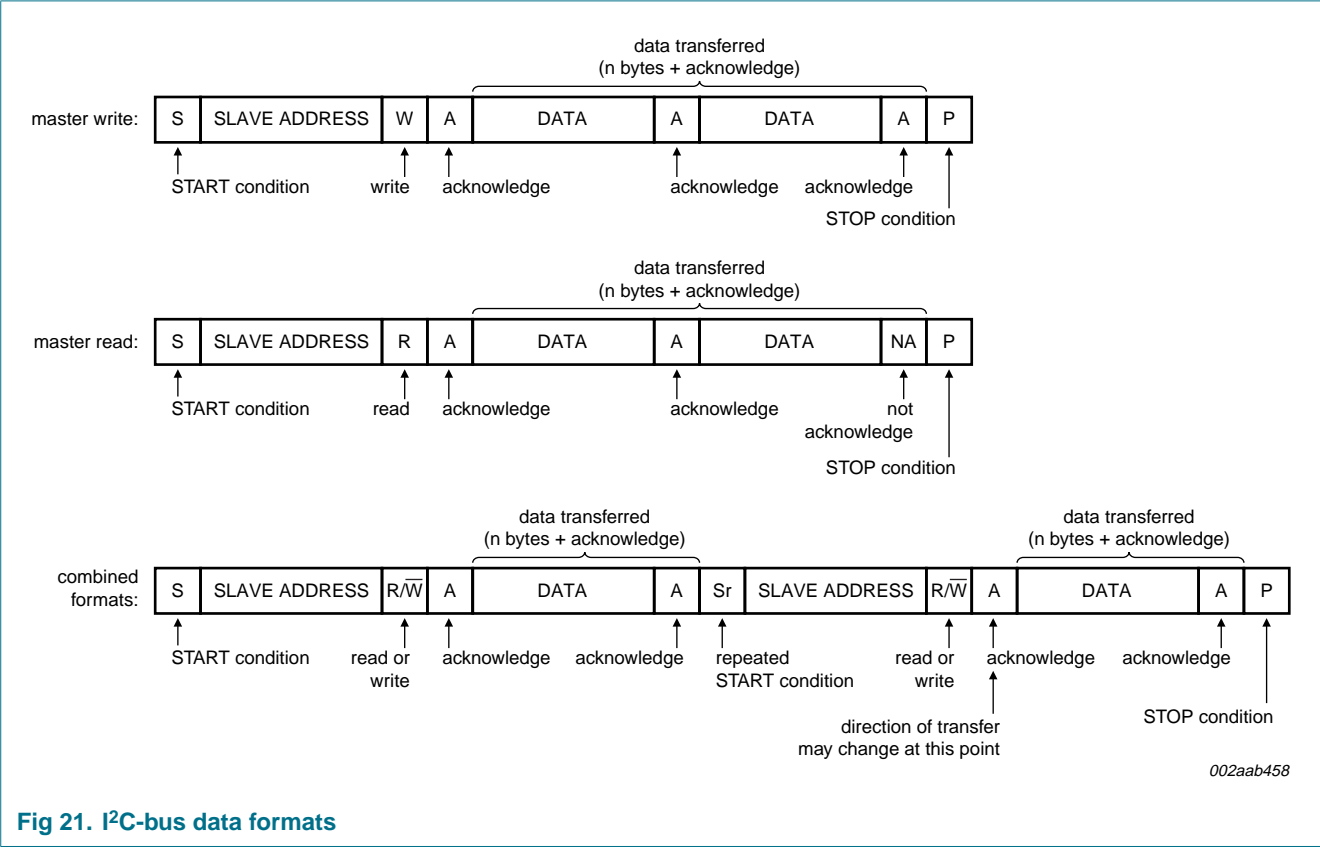 data transferred
(n bytes + acknowledge)
master write: S SLAVE ADDRESS W A DATA A DATA A P
START condition write acknowledge acknowledge acknowledge
STOP condition
data transferred
(n bytes + acknowledge)
master read: S SLAVE ADDRESS R A DATA A DATA NA P
START condition read acknowledge acknowledge not
acknowledge
STOP condition
data transferred data transferred
(n bytes + acknowledge) (n bytes + acknowledge)
combined
formats: S SLAVE ADDRESS R/W̅ A DATA A Sr SLAVE ADDRESS R/W̅ A DATA A P
START condition read or acknowledge acknowledge repeated read or acknowledge acknowledge
write START condition write
STOP condition
direction of transfer
may change at this point
002aab458
Fig 21. I²C-bus data formats